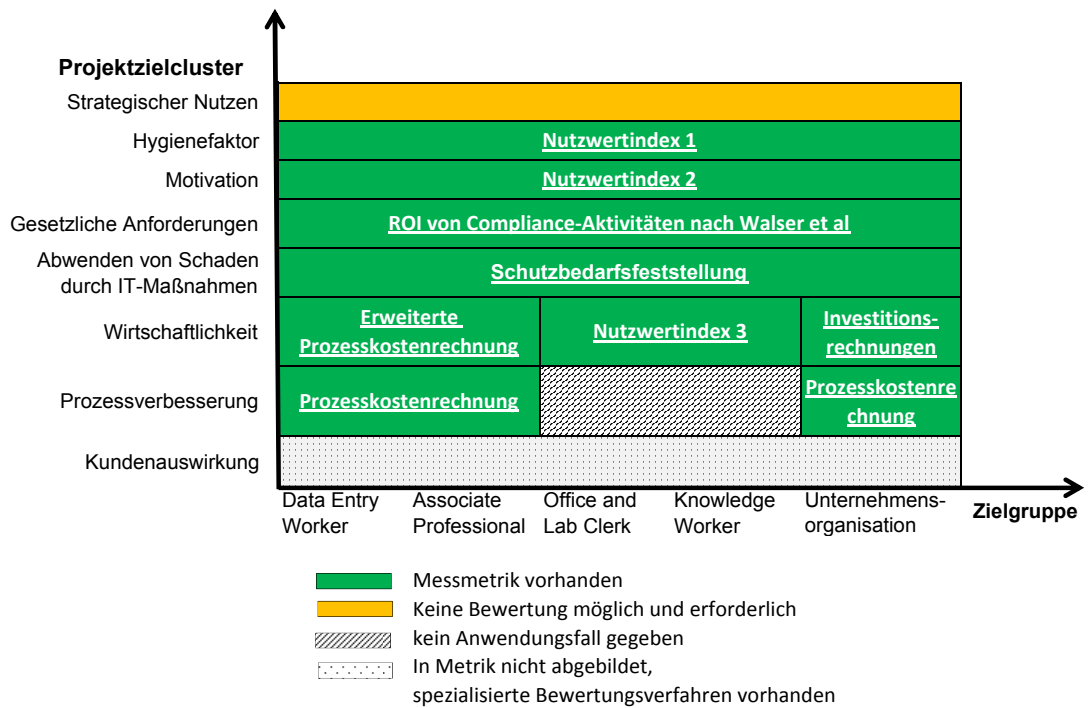 Projektzielcluster
Strategischer Nutzen
Hygienefaktor
Nutzwertindex 1
Motivation
Nutzwertindex 2
Gesetzliche Anforderungen
ROI von Compliance-Aktivitäten nach Walser et al
Abwenden von Schaden
durch IT-Maßnahmen
Schutzbedarfsfeststellung
Wirtschaftlichkeit
Erweiterte
Prozesskostenrechnung
Nutzwertindex 3
Investitions-
rechnungen
Prozessverbesserung
Prozesskostenrechnung
Prozesskostenre
chnung
Kundenauswirkung
Data Entry
Worker
Associate
Professional
Office and
Lab Clerk
Knowledge
Worker
Unternehmens-
organisation
Zielgruppe
Messmetrik vorhanden
Keine Bewertung möglich und erforderlich
kein Anwendungsfall gegeben
In Metrik nicht abgebildet,
spezialisierte Bewertungsverfahren vorhanden